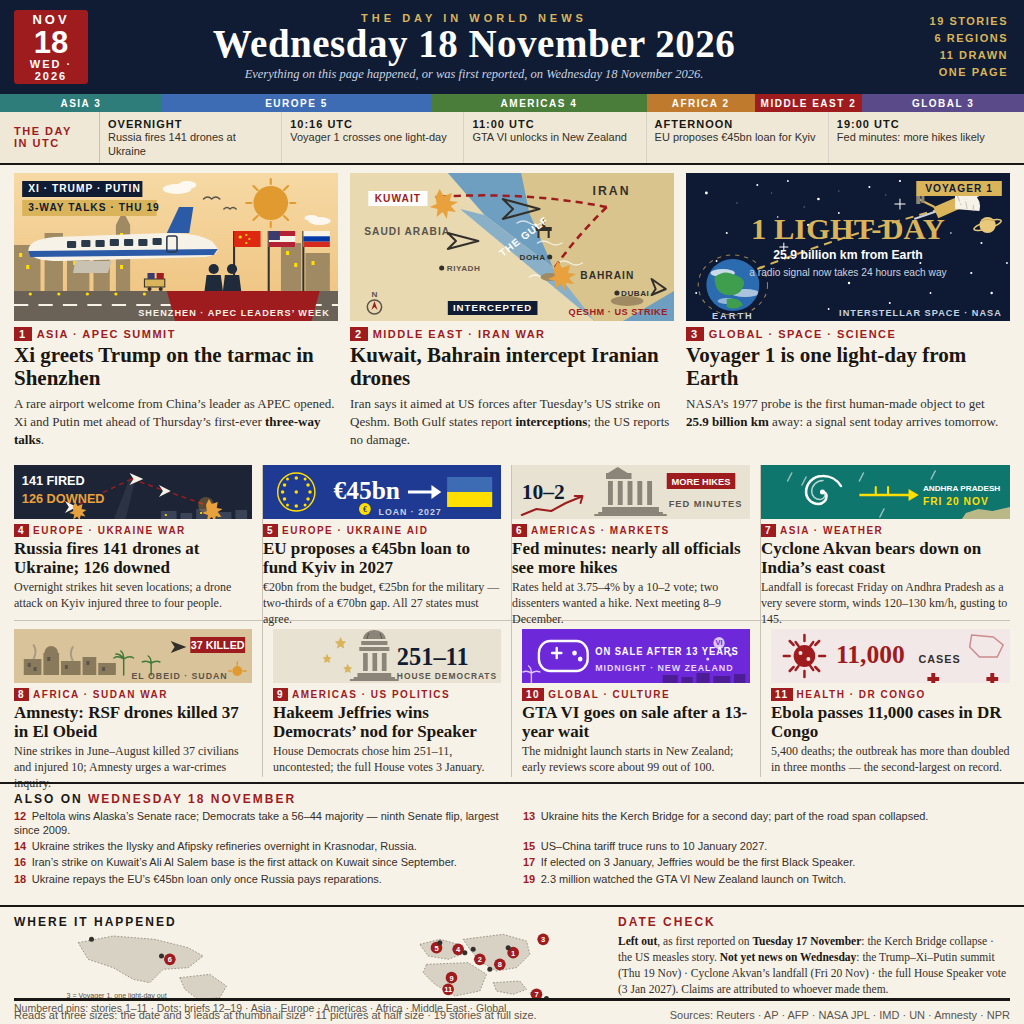 NOV
18
WED ·
2026
THE DAY IN WORLD NEWS
Wednesday 18 November 2026
Everything on this page happened, or was first reported, on Wednesday 18 November 2026.
19 STORIES
6 REGIONS
11 DRAWN
ONE PAGE
ASIA 3
EUROPE 5
AMERICAS 4
AFRICA 2
MIDDLE EAST 2
GLOBAL 3
THE DAY
IN UTC
OVERNIGHT
Russia fires 141 drones at
Ukraine
10:16 UTC
Voyager 1 crosses one light-day
11:00 UTC
GTA VI unlocks in New Zealand
AFTERNOON
EU proposes €45bn loan for Kyiv
19:00 UTC
Fed minutes: more hikes likely
XI · TRUMP · PUTIN
3-WAY TALKS · THU 19
SHENZHEN · APEC LEADERS’ WEEK
1 ASIA · APEC SUMMIT
Xi greets Trump on the tarmac in
Shenzhen
A rare airport welcome from China’s leader as APEC opened.
Xi and Putin met ahead of Thursday’s first-ever three-way
talks.
KUWAIT
IRAN
SAUDI ARABIA
THE GULF
RIYADH
DOHA
BAHRAIN
DUBAI
N
INTERCEPTED
QESHM · US STRIKE
2 MIDDLE EAST · IRAN WAR
Kuwait, Bahrain intercept Iranian
drones
Iran says it aimed at US forces after Tuesday’s US strike on
Qeshm. Both Gulf states report interceptions; the US reports
no damage.
VOYAGER 1
1 LIGHT-DAY
25.9 billion km from Earth
a radio signal now takes 24 hours each way
EARTH
INTERSTELLAR SPACE · NASA
3 GLOBAL · SPACE · SCIENCE
Voyager 1 is one light-day from
Earth
NASA’s 1977 probe is the first human-made object to get
25.9 billion km away: a signal sent today arrives tomorrow.
141 FIRED
126 DOWNED
4 EUROPE · UKRAINE WAR
Russia fires 141 drones at
Ukraine; 126 downed
Overnight strikes hit seven locations; a drone
attack on Kyiv injured three to four people.
€45bn
€
LOAN · 2027
5 EUROPE · UKRAINE AID
EU proposes a €45bn loan to
fund Kyiv in 2027
€20bn from the budget, €25bn for the military —
two-thirds of a €70bn gap. All 27 states must
agree.
10–2
MORE HIKES
FED MINUTES
6 AMERICAS · MARKETS
Fed minutes: nearly all officials
see more hikes
Rates held at 3.75–4% by a 10–2 vote; two
dissenters wanted a hike. Next meeting 8–9
December.
ANDHRA PRADESH
FRI 20 NOV
7 ASIA · WEATHER
Cyclone Akvan bears down on
India’s east coast
Landfall is forecast Friday on Andhra Pradesh as a
very severe storm, winds 120–130 km/h, gusting to
145.
37 KILLED
EL OBEID · SUDAN
8 AFRICA · SUDAN WAR
Amnesty: RSF drones killed 37
in El Obeid
Nine strikes in June–August killed 37 civilians
and injured 10; Amnesty urges a war-crimes
inquiry.
251–11
HOUSE DEMOCRATS
9 AMERICAS · US POLITICS
Hakeem Jeffries wins
Democrats’ nod for Speaker
House Democrats chose him 251–11,
uncontested; the full House votes 3 January.
VI
ON SALE AFTER 13 YEARS
MIDNIGHT · NEW ZEALAND
10 GLOBAL · CULTURE
GTA VI goes on sale after a 13-
year wait
The midnight launch starts in New Zealand;
early reviews score about 99 out of 100.
11,000 CASES
11 HEALTH · DR CONGO
Ebola passes 11,000 cases in DR
Congo
5,400 deaths; the outbreak has more than doubled
in three months — the second-largest on record.
ALSO ON WEDNESDAY 18 NOVEMBER
12 Peltola wins Alaska’s Senate race; Democrats take a 56–44 majority — ninth Senate flip, largest
since 2009.
13 Ukraine hits the Kerch Bridge for a second day; part of the road span collapsed.
14 Ukraine strikes the Ilysky and Afipsky refineries overnight in Krasnodar, Russia.
15 US–China tariff truce runs to 10 January 2027.
16 Iran’s strike on Kuwait’s Ali Al Salem base is the first attack on Kuwait since September.
17 If elected on 3 January, Jeffries would be the first Black Speaker.
18 Ukraine repays the EU’s €45bn loan only once Russia pays reparations.
19 2.3 million watched the GTA VI New Zealand launch on Twitch.
WHERE IT HAPPENED
6
5
4
2
1
3
8
9
11
7
3 = Voyager 1, one light-day out
Numbered pins: stories 1–11 · Dots: briefs 12–19 · Asia · Europe · Americas · Africa · Middle East · Global
DATE CHECK
Left out, as first reported on Tuesday 17 November: the Kerch Bridge collapse ·
the US measles story. Not yet news on Wednesday: the Trump–Xi–Putin summit
(Thu 19 Nov) · Cyclone Akvan’s landfall (Fri 20 Nov) · the full House Speaker vote
(3 Jan 2027). Claims are attributed to whoever made them.
Reads at three sizes: the date and 3 leads at thumbnail size · 11 pictures at half size · 19 stories at full size.
Sources: Reuters · AP · AFP · NASA JPL · IMD · UN · Amnesty · NPR